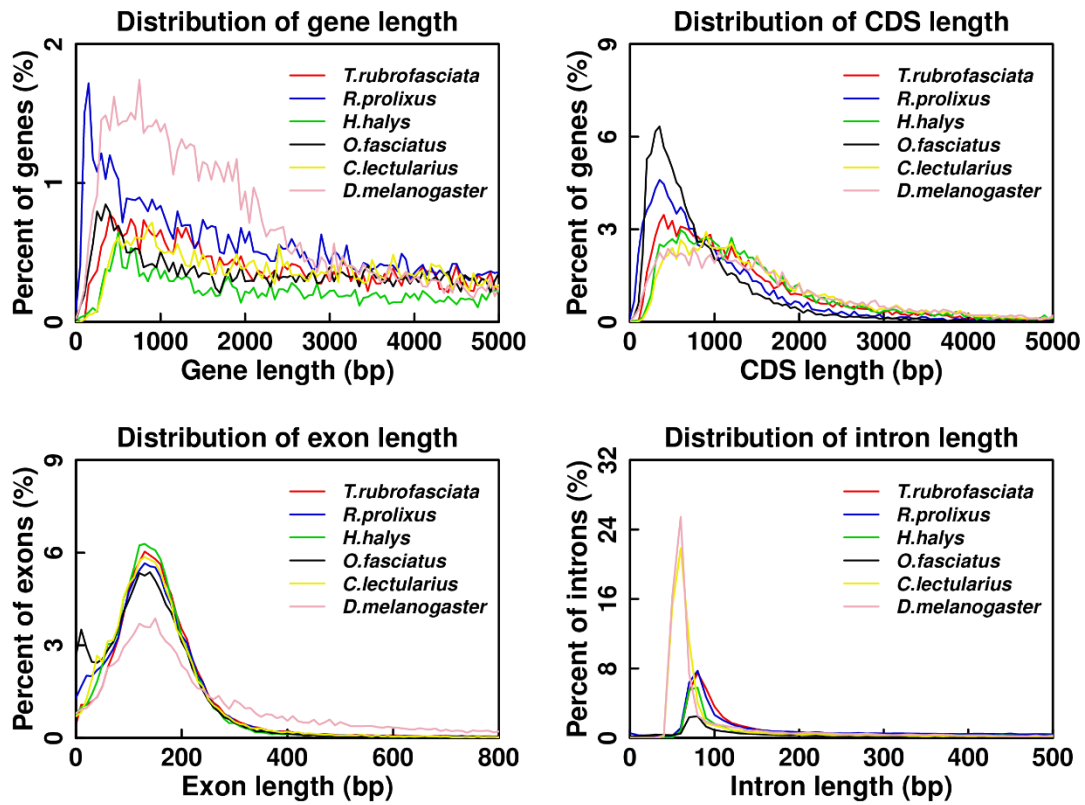 Distribution of gene length
Percent of genes (%)
2
1
0
T.rubrofasciata
R.prolixus
H.halys
O.fasciatus
C.lectularius
D.melanogaster
0 1000 2000 3000 4000 5000
Gene length (bp)
Distribution of CDS length
Percent of genes (%)
9
6
3
0
T.rubrofasciata
R.prolixus
H.halys
O.fasciatus
C.lectularius
D.melanogaster
0 1000 2000 3000 4000 5000
CDS length (bp)
Distribution of exon length
Percent of exons (%)
9
6
3
0
T.rubrofasciata
R.prolixus
H.halys
O.fasciatus
C.lectularius
D.melanogaster
0 200 400 600 800
Exon length (bp)
Distribution of intron length
Percent of introns (%)
32
24
16
8
0
T.rubrofasciata
R.prolixus
H.halys
O.fasciatus
C.lectularius
D.melanogaster
0 100 200 300 400 500
Intron length (bp)